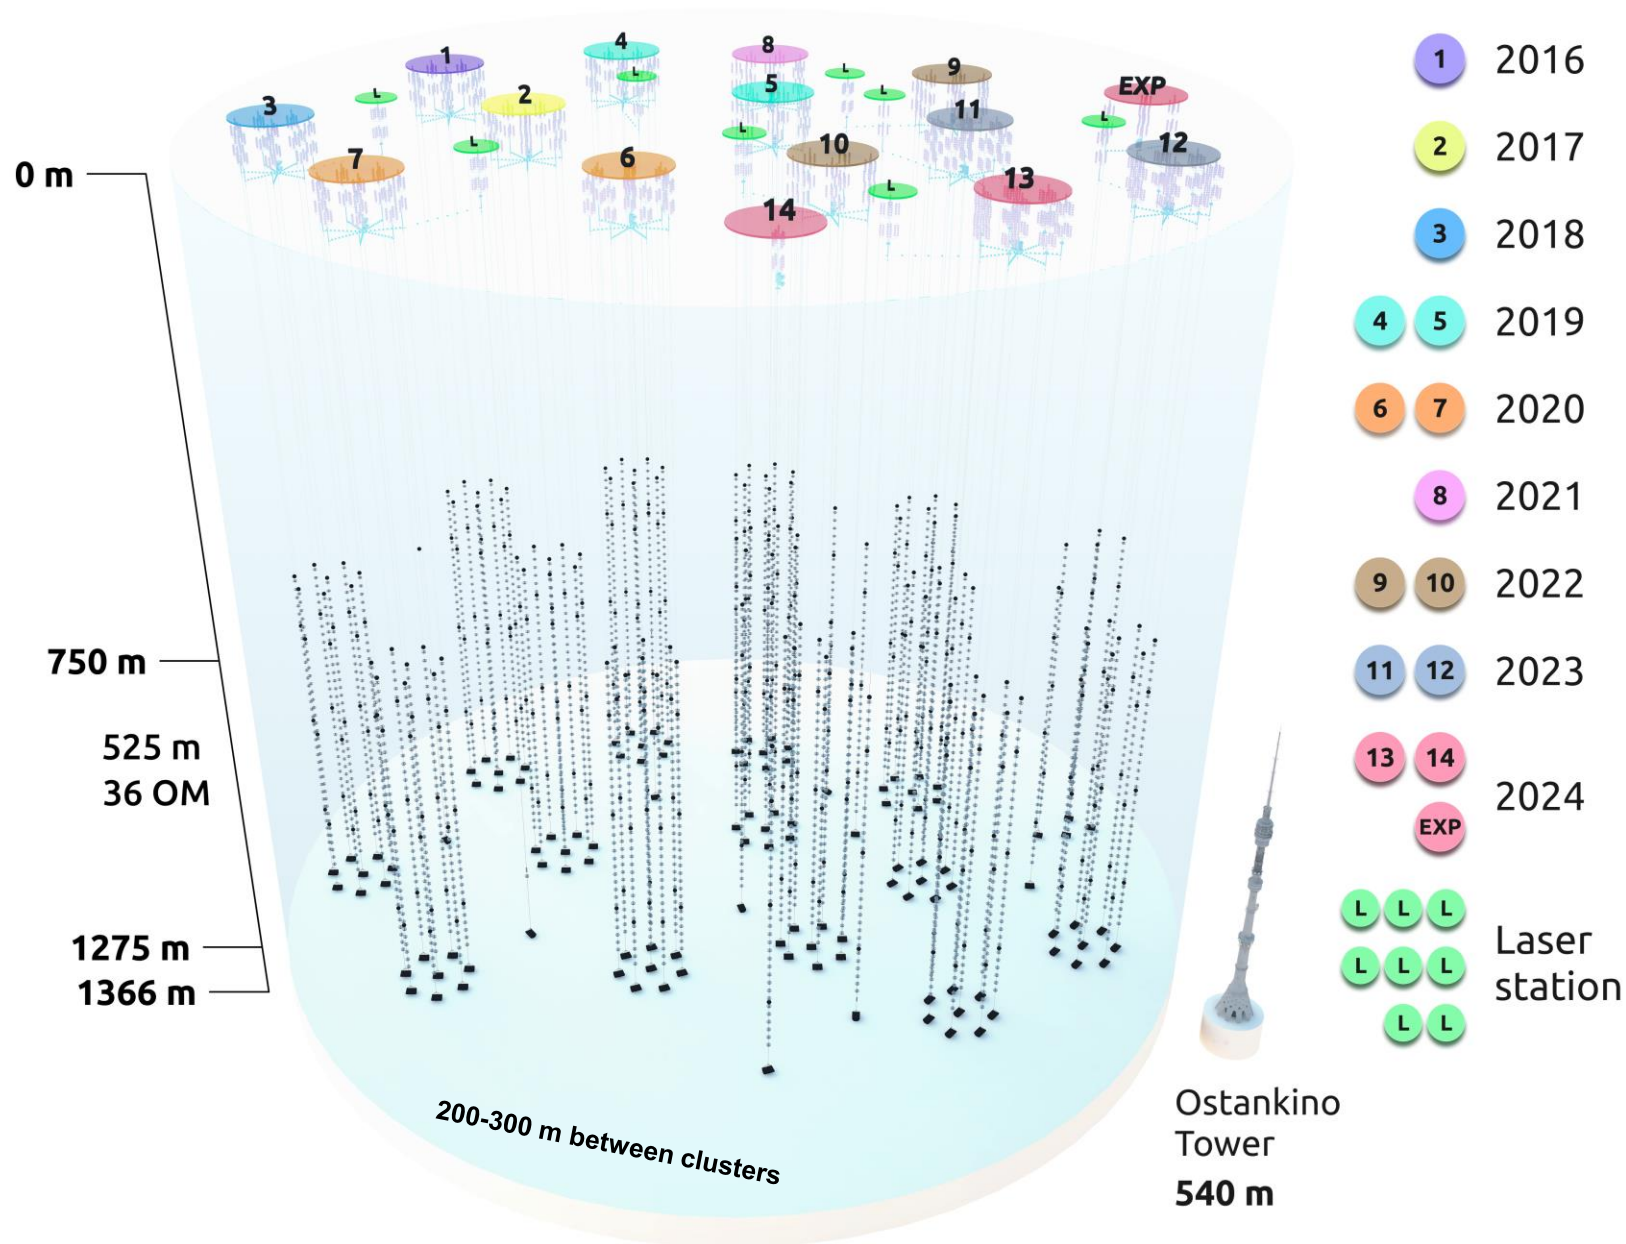 1
4
8
9
EXP
3
L
2
L
5
L
L
11
L
L
L
12
7
6
10
13
L
14
0 m
750 m
525 m
36 OM
1275 m
1366 m
200-300 m between clusters
1 2016
2 2017
3 2018
4 5 2019
6 7 2020
8 2021
9 10 2022
11 12 2023
13 14
2024
EXP
L L L
Laser
L L L
station
L L
Ostankino
Tower
540 m